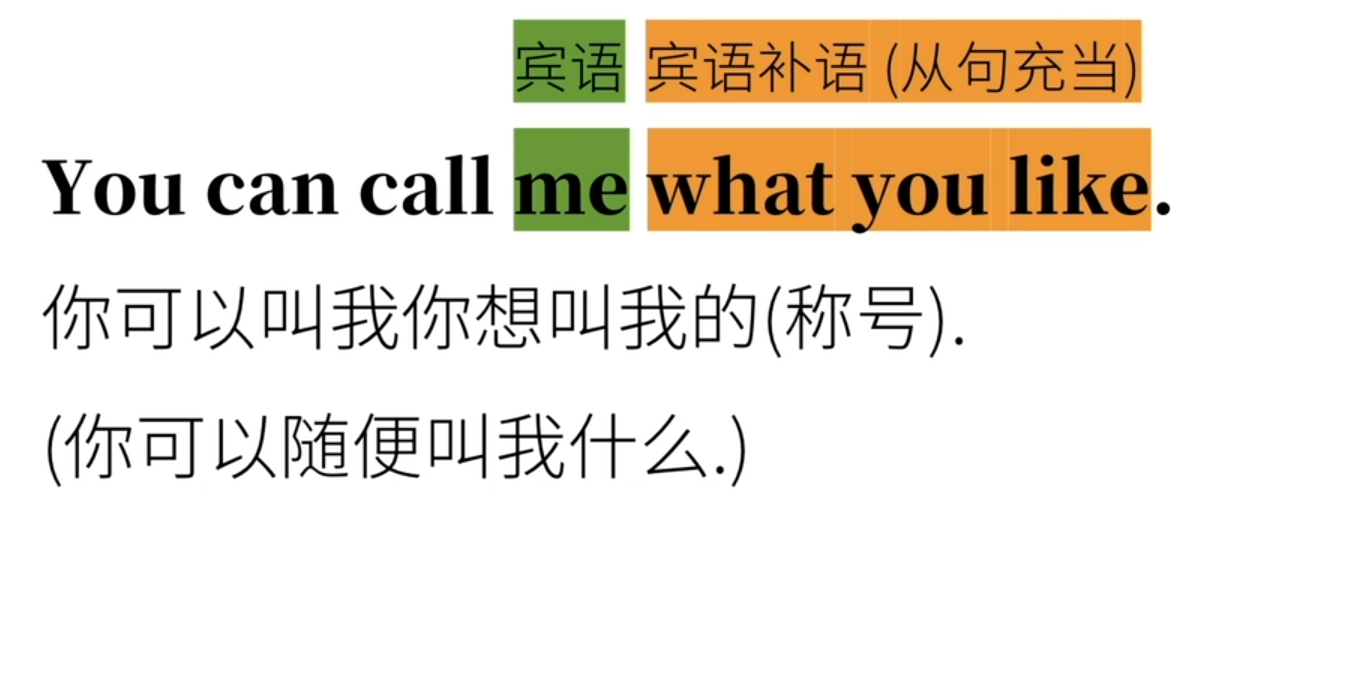 宾语 宾语补语 (从句充当)
You can call me what you like.
你可以叫我你想叫我的(称号).
(你可以随便叫我什么.)